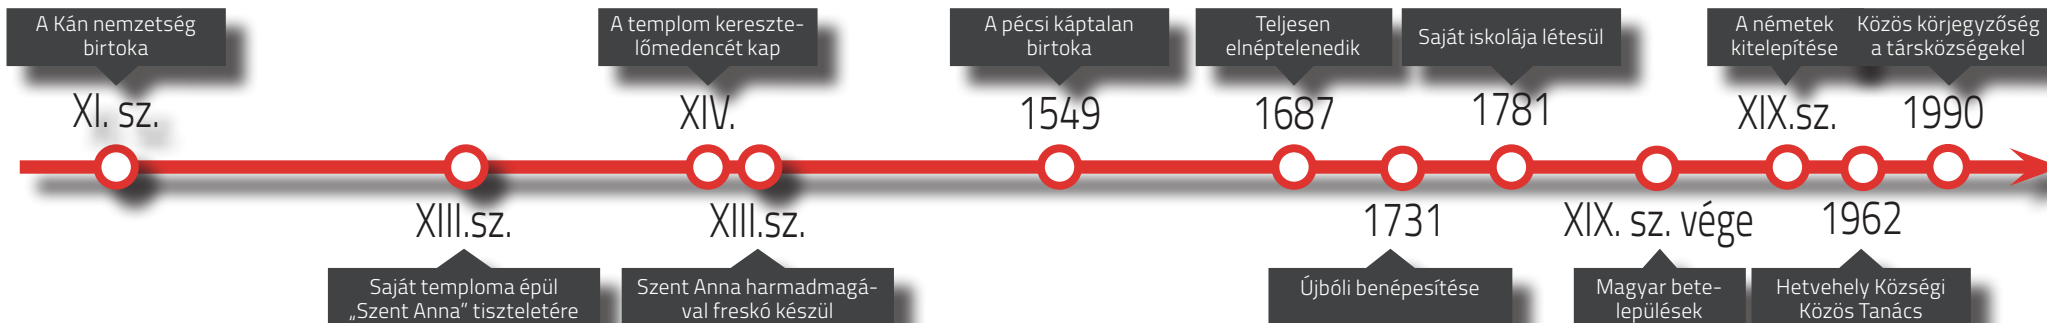 A Kán nemzetség
birtoka
XI. sz.
XIII.sz.
Saját temploma épül
„Szent Anna” tiszteletére
A templom kereszte-
lőmedencét kap
XIV.
XIII.sz.
Szent Anna harmadmagá-
val freskó készül
A pécsi káptalan
birtoka
1549
Teljesen
elnéptelenedik
1687
1731
Újbóli benépesítése
Saját iskolája létesül
1781
XIX. sz. vége
Magyar bete-
lepülések
A németek
kitelepítése
XIX.sz.
1962
Hetvehely Községi
Közös Tanács
Közös körjegyzőség
a társközségekel
1990